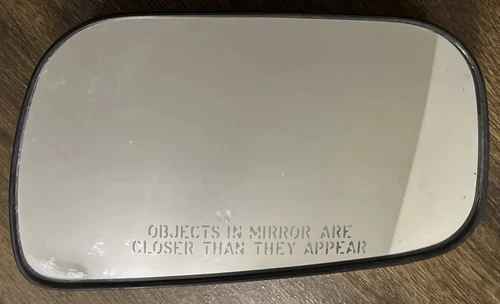 OBJECTS IN MIRROR ARE
CLOSER THAN THEY APPEAR